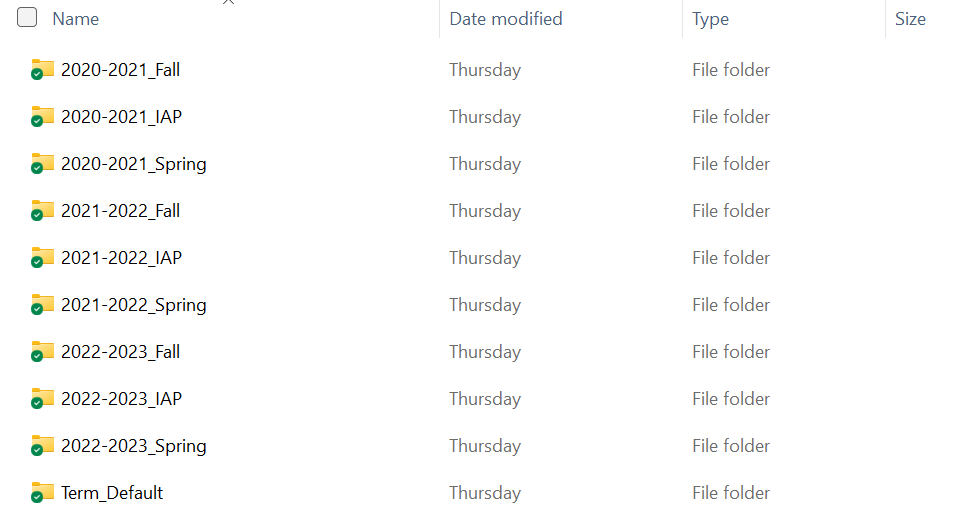 Name Date modified Type Size
2020-2021_Fall Thursday File folder
2020-2021_IAP Thursday File folder
2020-2021_Spring Thursday File folder
2021-2022_Fall Thursday File folder
2021-2022_IAP Thursday File folder
2021-2022_Spring Thursday File folder
2022-2023_Fall Thursday File folder
2022-2023_IAP Thursday File folder
2022-2023_Spring Thursday File folder
Term_Default Thursday File folder